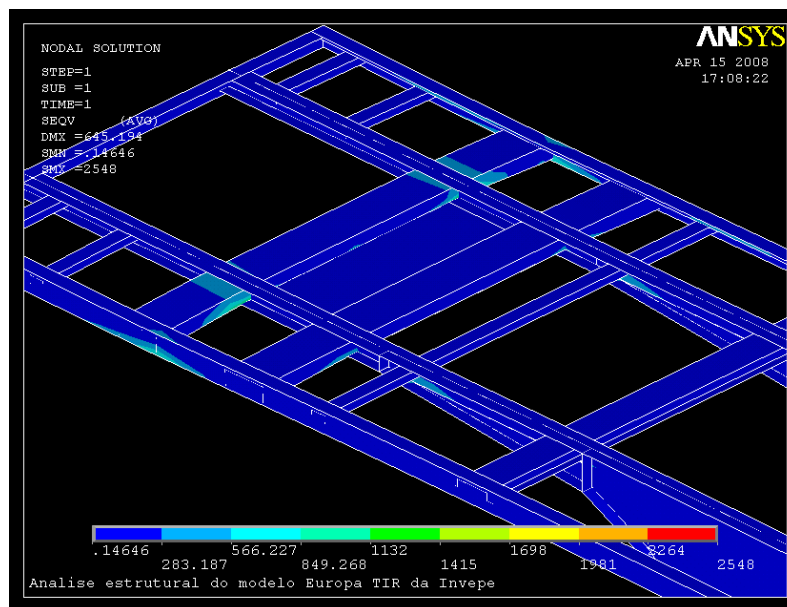 ANSYS
NODAL SOLUTION
APR 15 2008
17:08:22
STEP=1
SUB =1
TIME=1
SEQV (AVG)
DMX =645.194
SMN =.14646
SMX =2548
.14646 566.227 1132 1698 2264
283.187 849.268 1415 1981 2548
Analise estrutural do modelo Europa TIR da Invepe